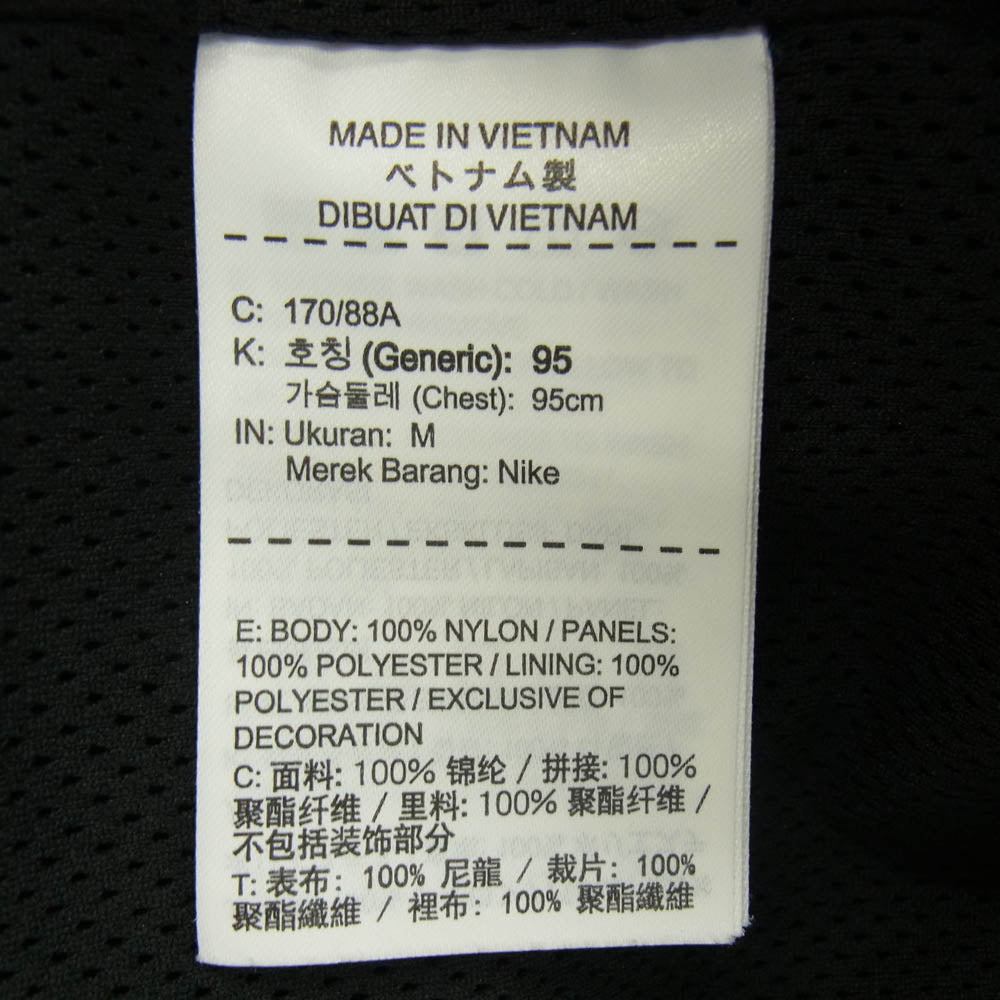 MADE IN VIETNAM
ベトナム製
DIBUAT DI VIETNAM
C: 170/88A
K: 호칭 (Generic): 95
가슴둘레 (Chest): 95cm
IN: Ukuran: M
Merek Barang: Nike
E: BODY: 100% NYLON / PANELS:
100% POLYESTER / LINING: 100%
POLYESTER / EXCLUSIVE OF
DECORATION
C: 面料: 100% 锦纶 / 拼接: 100%
聚酯纤维 / 里料: 100% 聚酯纤维 /
不包括装饰部分
T: 表布: 100% 尼龍 / 裁片: 100%
聚酯纖維 / 裡布: 100% 聚酯纖維